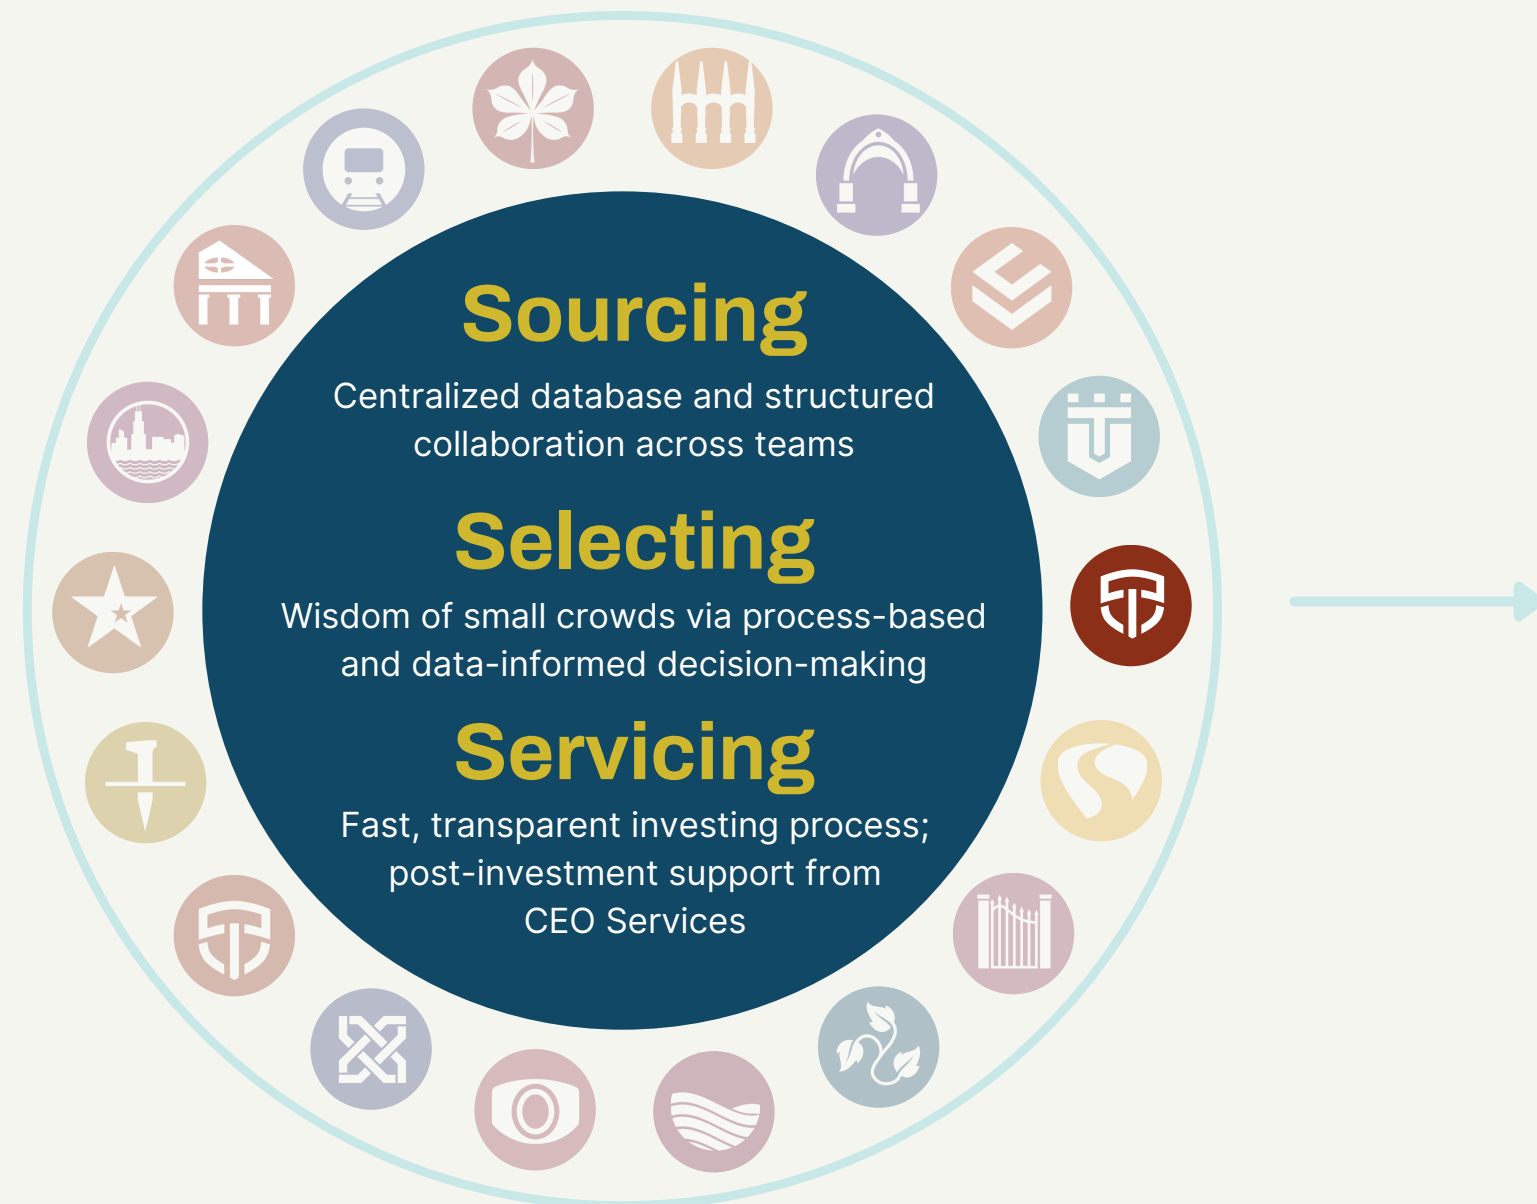 Sourcing
Centralized database and structured
collaboration across teams
Selecting
Wisdom of small crowds via process-based
and data-informed decision-making
Servicing
Fast, transparent investing process;
post-investment support from
CEO Services